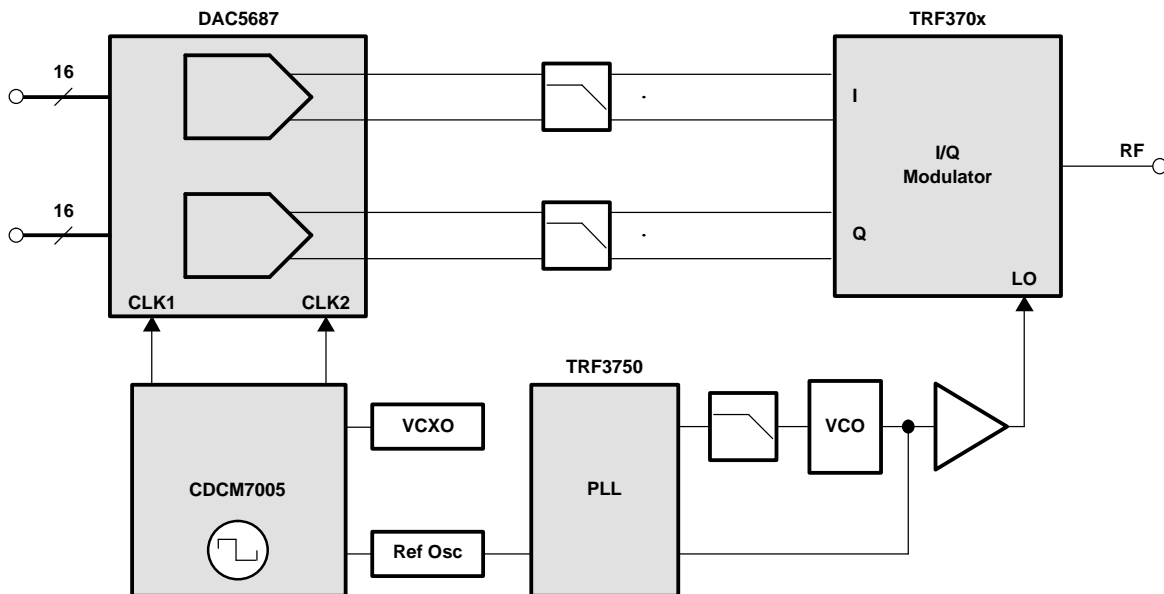 DAC5687
TRF370x
16
I
I/Q
Modulator
RF
16
Q
CLK1
CLK2
LO
TRF3750
VCXO
VCO
CDCM7005
PLL
Ref Osc